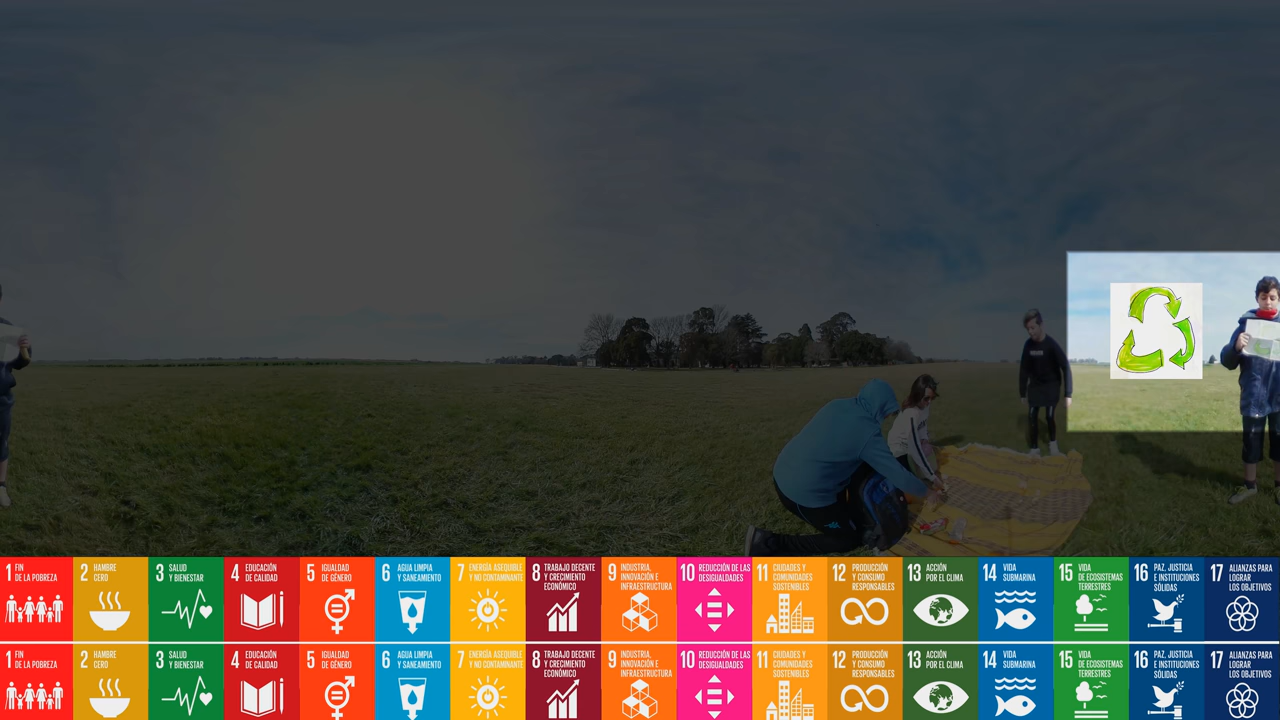 1 FIN
DE LA POBREZA
2 HAMBRE
CERO
3 SALUD
Y BIENESTAR
4 EDUCACIÓN
DE CALIDAD
5 IGUALDAD
DE GÉNERO
6 AGUA LIMPIA
Y SANEAMIENTO
7 ENERGÍA ASEQUIBLE
Y NO CONTAMINANTE
8 TRABAJO DECENTE
Y CRECIMIENTO
ECONÓMICO
9 INDUSTRIA,
INNOVACIÓN E
INFRAESTRUCTURA
10 REDUCCIÓN DE LAS
DESIGUALDADES
11 CIUDADES Y
COMUNIDADES
SOSTENIBLES
12 PRODUCCIÓN
Y CONSUMO
RESPONSABLES
13 ACCIÓN
POR EL CLIMA
14 VIDA
SUBMARINA
15 VIDA
DE ECOSISTEMAS
TERRESTRES
16 PAZ, JUSTICIA
E INSTITUCIONES
SÓLIDAS
17 ALIANZAS PARA
LOGRAR
LOS OBJETIVOS
1 FIN
DE LA POBREZA
2 HAMBRE
CERO
3 SALUD
Y BIENESTAR
4 EDUCACIÓN
DE CALIDAD
5 IGUALDAD
DE GÉNERO
6 AGUA LIMPIA
Y SANEAMIENTO
7 ENERGÍA ASEQUIBLE
Y NO CONTAMINANTE
8 TRABAJO DECENTE
Y CRECIMIENTO
ECONÓMICO
9 INDUSTRIA,
INNOVACIÓN E
INFRAESTRUCTURA
10 REDUCCIÓN DE LAS
DESIGUALDADES
11 CIUDADES Y
COMUNIDADES
SOSTENIBLES
12 PRODUCCIÓN
Y CONSUMO
RESPONSABLES
13 ACCIÓN
POR EL CLIMA
14 VIDA
SUBMARINA
15 VIDA
DE ECOSISTEMAS
TERRESTRES
16 PAZ, JUSTICIA
E INSTITUCIONES
SÓLIDAS
17 ALIANZAS PARA
LOGRAR
LOS OBJETIVOS